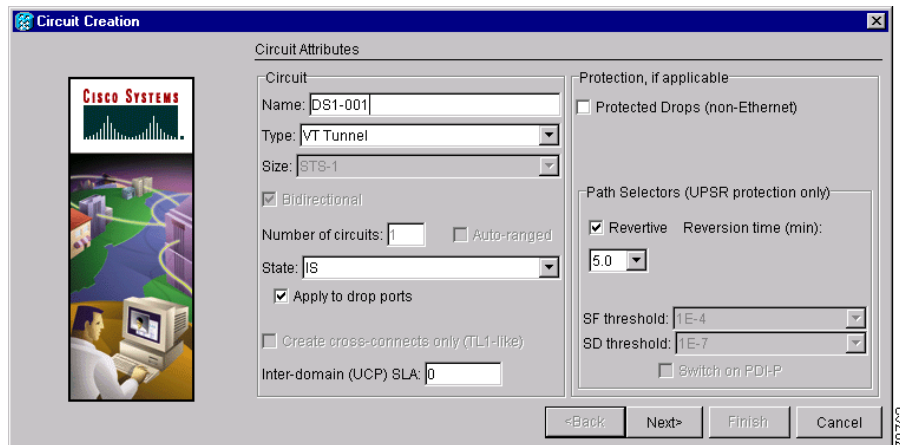 Circuit Creation
Circuit Attributes
CISCO SYSTEMS
Circuit
Name: DS1-001
Type: VT Tunnel
Size: STS-1
Bidirectional
Number of circuits: 1 Auto-ranged
State: IS
Apply to drop ports
Create cross-connects only (TL1-like)
Inter-domain (UCP) SLA: 0
Protection, if applicable
Protected Drops (non-Ethernet)
Path Selectors (UPSR protection only)
Revertive Reversion time (min):
5.0
SF threshold: 1E-4
SD threshold: 1E-7
Switch on PDI-P
<Back Next> Finish Cancel